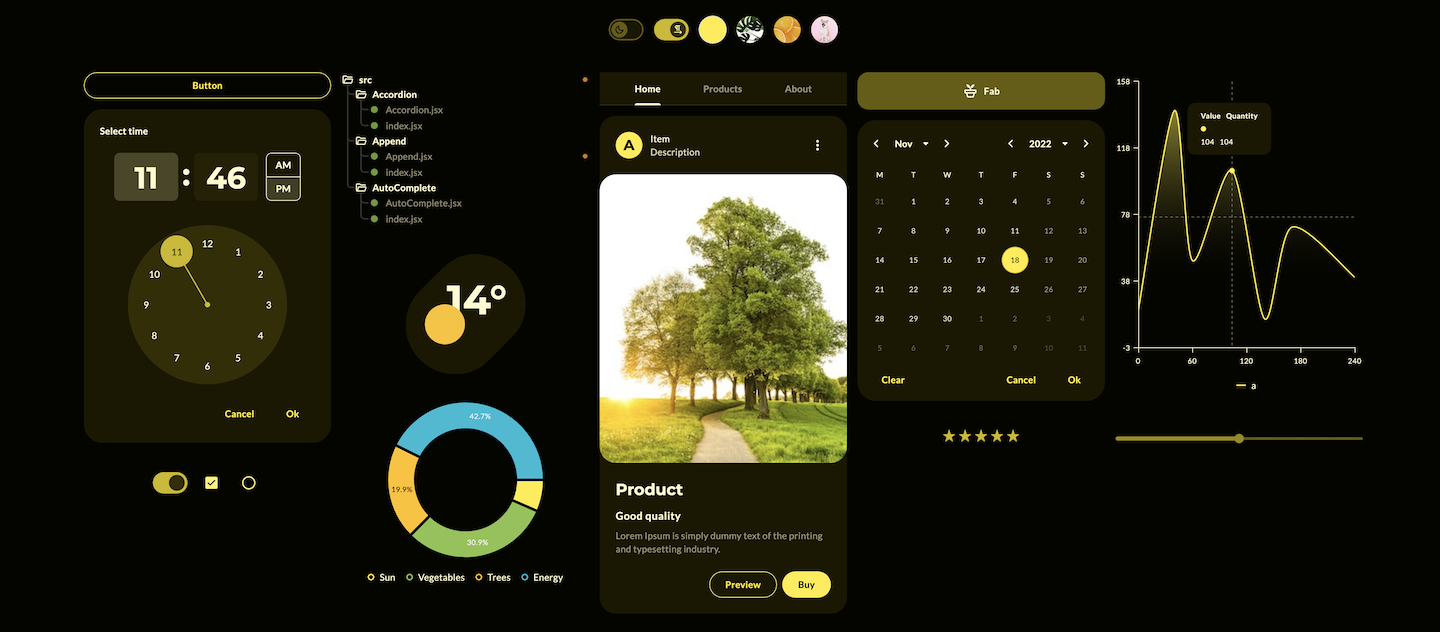 Button
Select time
11 : 46
AM
PM
12
11
1
10
2
9
3
8
4
7
5
6
Cancel Ok
src
Accordion
Accordion.jsx
index.jsx
Append
Append.jsx
index.jsx
AutoComplete
AutoComplete.jsx
index.jsx
14°
42.7%
19.9%
30.9%
Sun Vegetables Trees Energy
Home Products About
A
Item
Description
Product
Good quality
Lorem Ipsum is simply dummy text of the printing
and typesetting industry.
Preview Buy
Fab
Nov 2022
M T W T F S S
31 1 2 3 4 5 6
7 8 9 10 11 12 13
14 15 16 17 18 19 20
21 22 23 24 25 26 27
28 29 30 1 2 3 4
5 6 7 8 9 10 11
Clear Cancel Ok
158
118
78
38
-3
0 60 120 180 240
Value Quantity
104 104
a